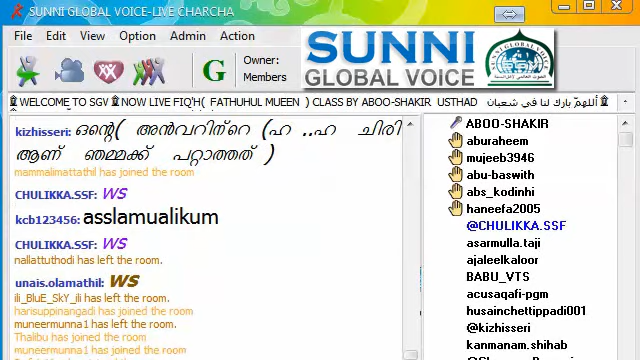 SUNNI GLOBAL VOICE-LIVE CHARCHA
File Edit View Option Admin Action
G
Owner:
Members
SUNNI
GLOBAL VOICE
WELCOME TO SGV NOW LIVE FIQ'H( FATHUHUL MUEEN ) CLASS BY ABOO-SHAKIR USTHAD أللهمّ بارك لنا في شعبان
kizhisseri: ഒന്റെ( അൻവറിന്റെ (ഹ ..ഹ ചിരി
ആണ് ഞമ്മക്ക് പറ്റാത്തത് )
mammalimattathil has joined the room
CHULIKKA.SSF: WS
kcb123456: asslamualikum
CHULIKKA.SSF: WS
nallattuthodi has left the room.
unais.olamathil: WS
ili_BluE_SkY_ili has left the room.
harisuppinangadi has joined the room
muneermunna1 has left the room.
Thalibu has joined the room
muneermunna1 has joined the room
ABOO-SHAKIR
aburaheem
mujeeb3946
abu-baswith
abs_kodinhi
haneefa2005
@CHULIKKA.SSF
asarmulla.taji
ajaleelkaloor
BABU_VTS
acusaqafi-pgm
husainchettippadi001
@kizhisseri
kanmanam.shihab